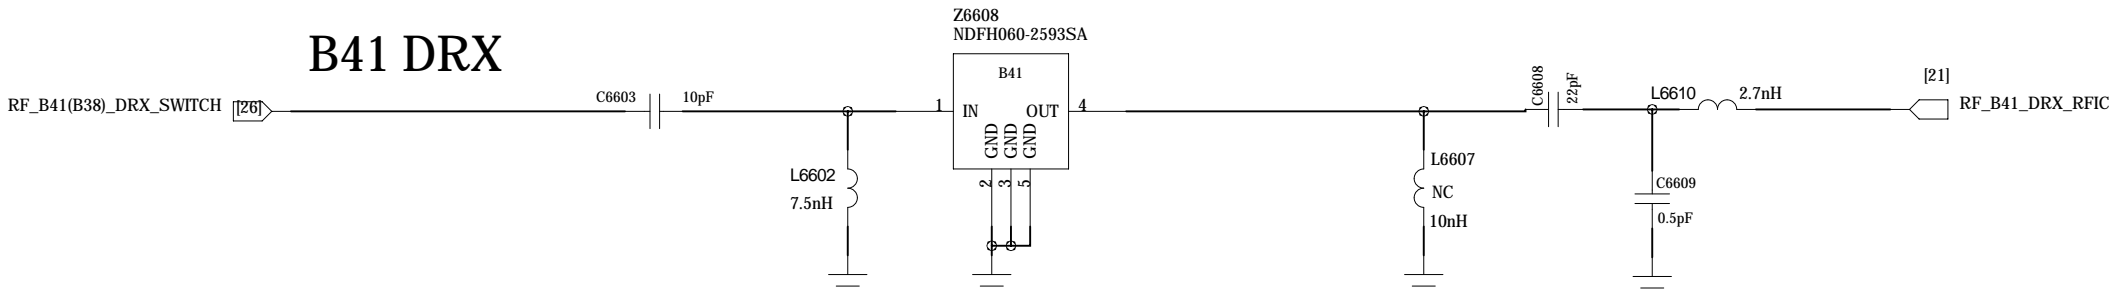 B41 DRX
RF_B41(B38)_DRX_SWITCH
[26]
C6603
10pF
L6602
7.5nH
Z6608
NDFH060-2593SA
B41
1
IN
OUT
4
GND
GND
GND
2
3
5
L6607
NC
10nH
C6608
22pF
L6610
2.7nH
C6609
0.5pF
[21]
RF_B41_DRX_RFIC